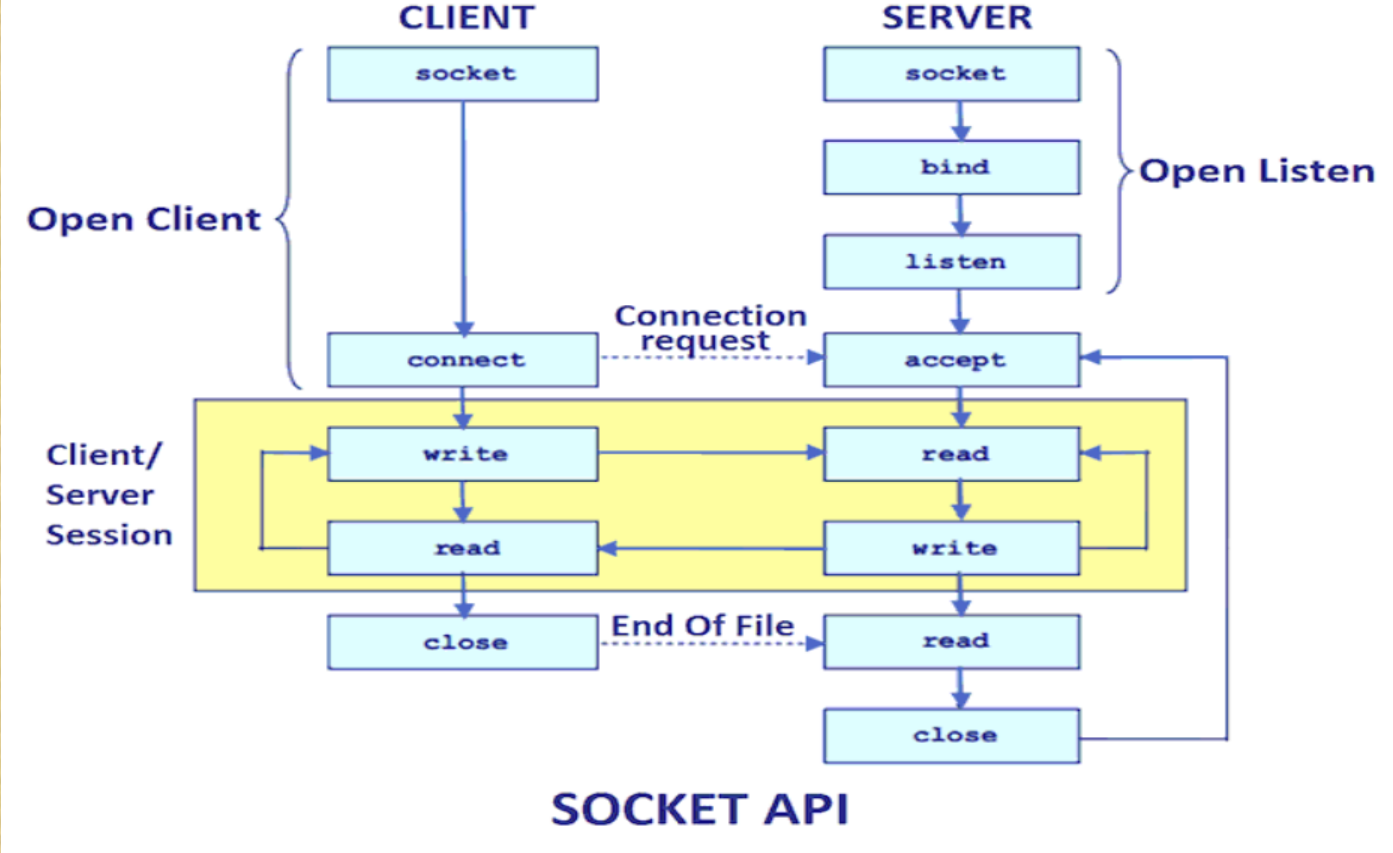 CLIENT
SERVER
socket
socket
bind
Open Listen
Open Client
listen
Connection
request
connect
accept
Client/
Server
Session
write
read
read
write
End Of File
close
read
close
SOCKET API